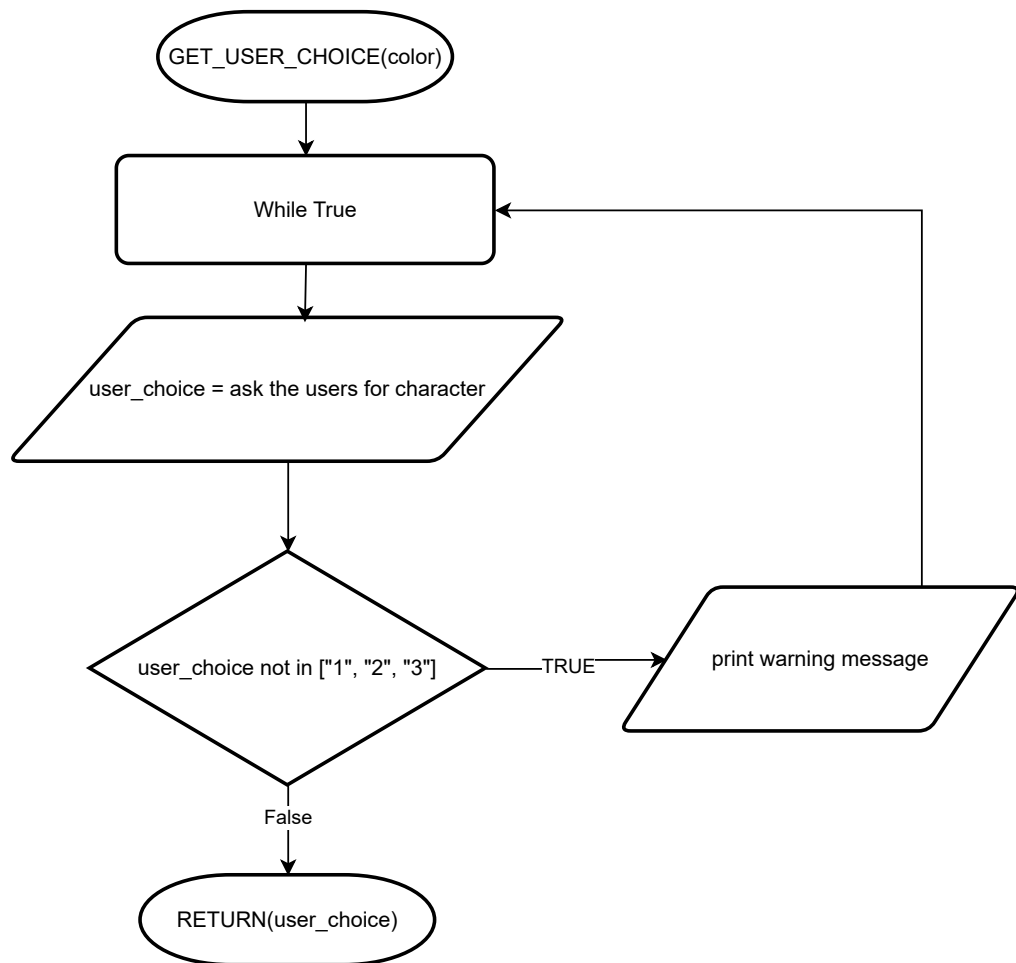 GET_USER_CHOICE(color)
While True
user_choice = ask the users for character
user_choice not in ["1", "2", "3"]
TRUE
print warning message
False
RETURN(user_choice)